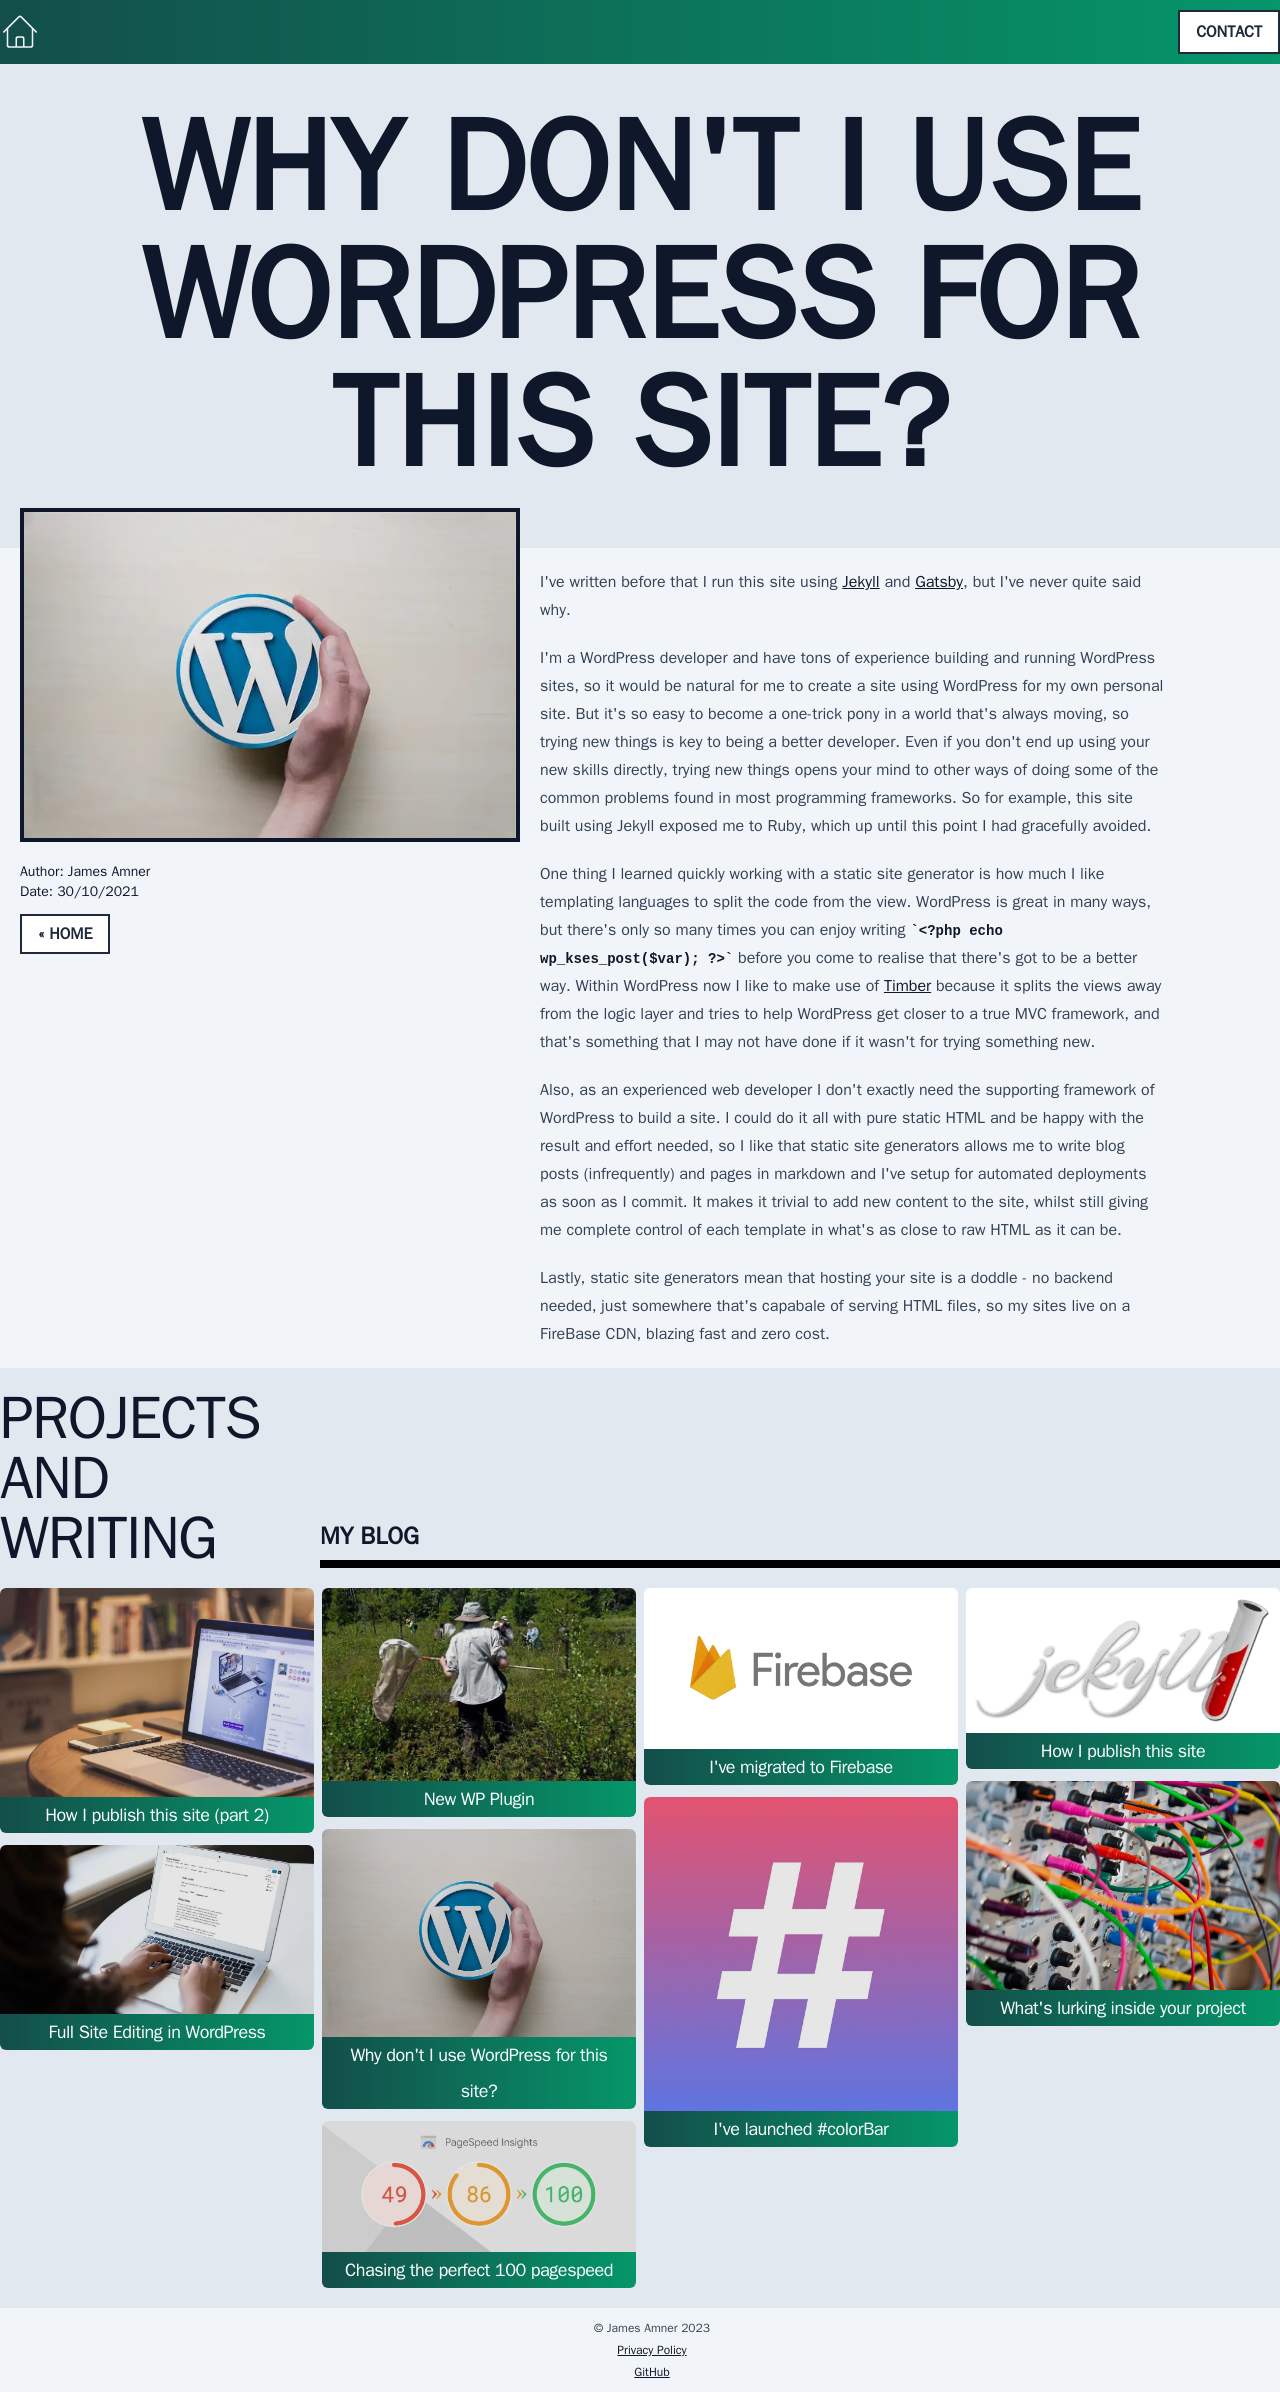 CONTACT
WHY DON'T I USE
WORDPRESS FOR
THIS SITE?
I've written before that I run this site using Jekyll and Gatsby, but I've never quite said
why.
I'm a WordPress developer and have tons of experience building and running WordPress
sites, so it would be natural for me to create a site using WordPress for my own personal
site. But it's so easy to become a one-trick pony in a world that's always moving, so
trying new things is key to being a better developer. Even if you don't end up using your
new skills directly, trying new things opens your mind to other ways of doing some of the
common problems found in most programming frameworks. So for example, this site
built using Jekyll exposed me to Ruby, which up until this point I had gracefully avoided.
Author: James Amner
Date: 30/10/2021
« HOME
One thing I learned quickly working with a static site generator is how much I like
templating languages to split the code from the view. WordPress is great in many ways,
but there's only so many times you can enjoy writing `<?php echo
wp_kses_post($var); ?>` before you come to realise that there's got to be a better
way. Within WordPress now I like to make use of Timber because it splits the views away
from the logic layer and tries to help WordPress get closer to a true MVC framework, and
that's something that I may not have done if it wasn't for trying something new.
Also, as an experienced web developer I don't exactly need the supporting framework of
WordPress to build a site. I could do it all with pure static HTML and be happy with the
result and effort needed, so I like that static site generators allows me to write blog
posts (infrequently) and pages in markdown and I've setup for automated deployments
as soon as I commit. It makes it trivial to add new content to the site, whilst still giving
me complete control of each template in what's as close to raw HTML as it can be.
Lastly, static site generators mean that hosting your site is a doddle - no backend
needed, just somewhere that's capabale of serving HTML files, so my sites live on a
FireBase CDN, blazing fast and zero cost.
PROJECTS
AND
WRITING
MY BLOG
How I publish this site (part 2)
Full Site Editing in WordPress
New WP Plugin
W
Why don't I use WordPress for this
site?
PageSpeed Insights
49 » 86 » 100
Chasing the perfect 100 pagespeed
Firebase
I've migrated to Firebase
#
I've launched #colorBar
jekyll
How I publish this site
What's lurking inside your project
© James Amner 2023
Privacy Policy
GitHub